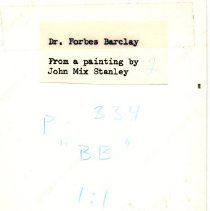 Dr. Forbes Barclay
From a painting by
John Mix Stanley ?
p. 334
"BB"
1:1